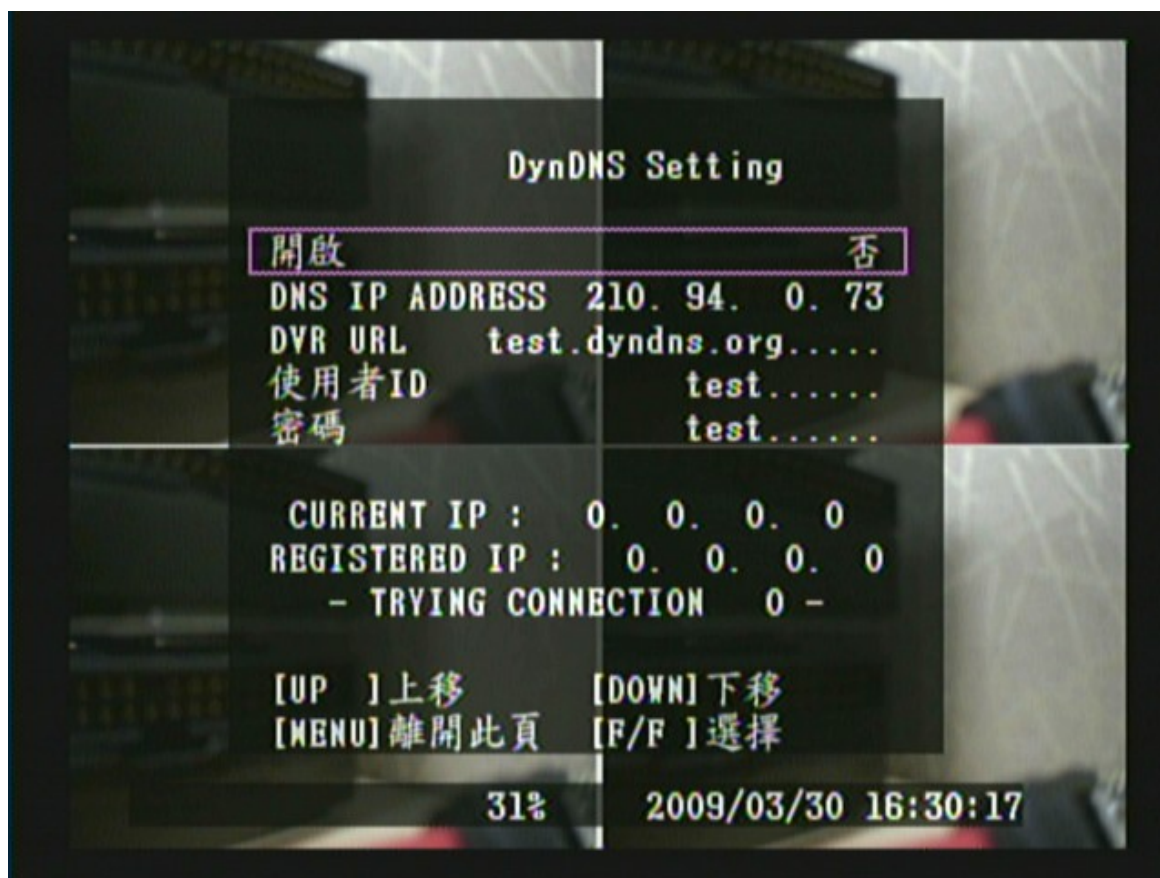 DynDNS Setting
開啟 否
DNS IP ADDRESS 210. 94. 0. 73
DVR URL test.dyndns.org.....
使用者ID test......
密碼 test......
CURRENT IP : 0. 0. 0. 0
REGISTERED IP : 0. 0. 0. 0
- TRYING CONNECTION 0 -
[UP ]上移 [DOWN]下移
[MENU]離開此頁 [F/F ]選擇
31% 2009/03/30 16:30:17